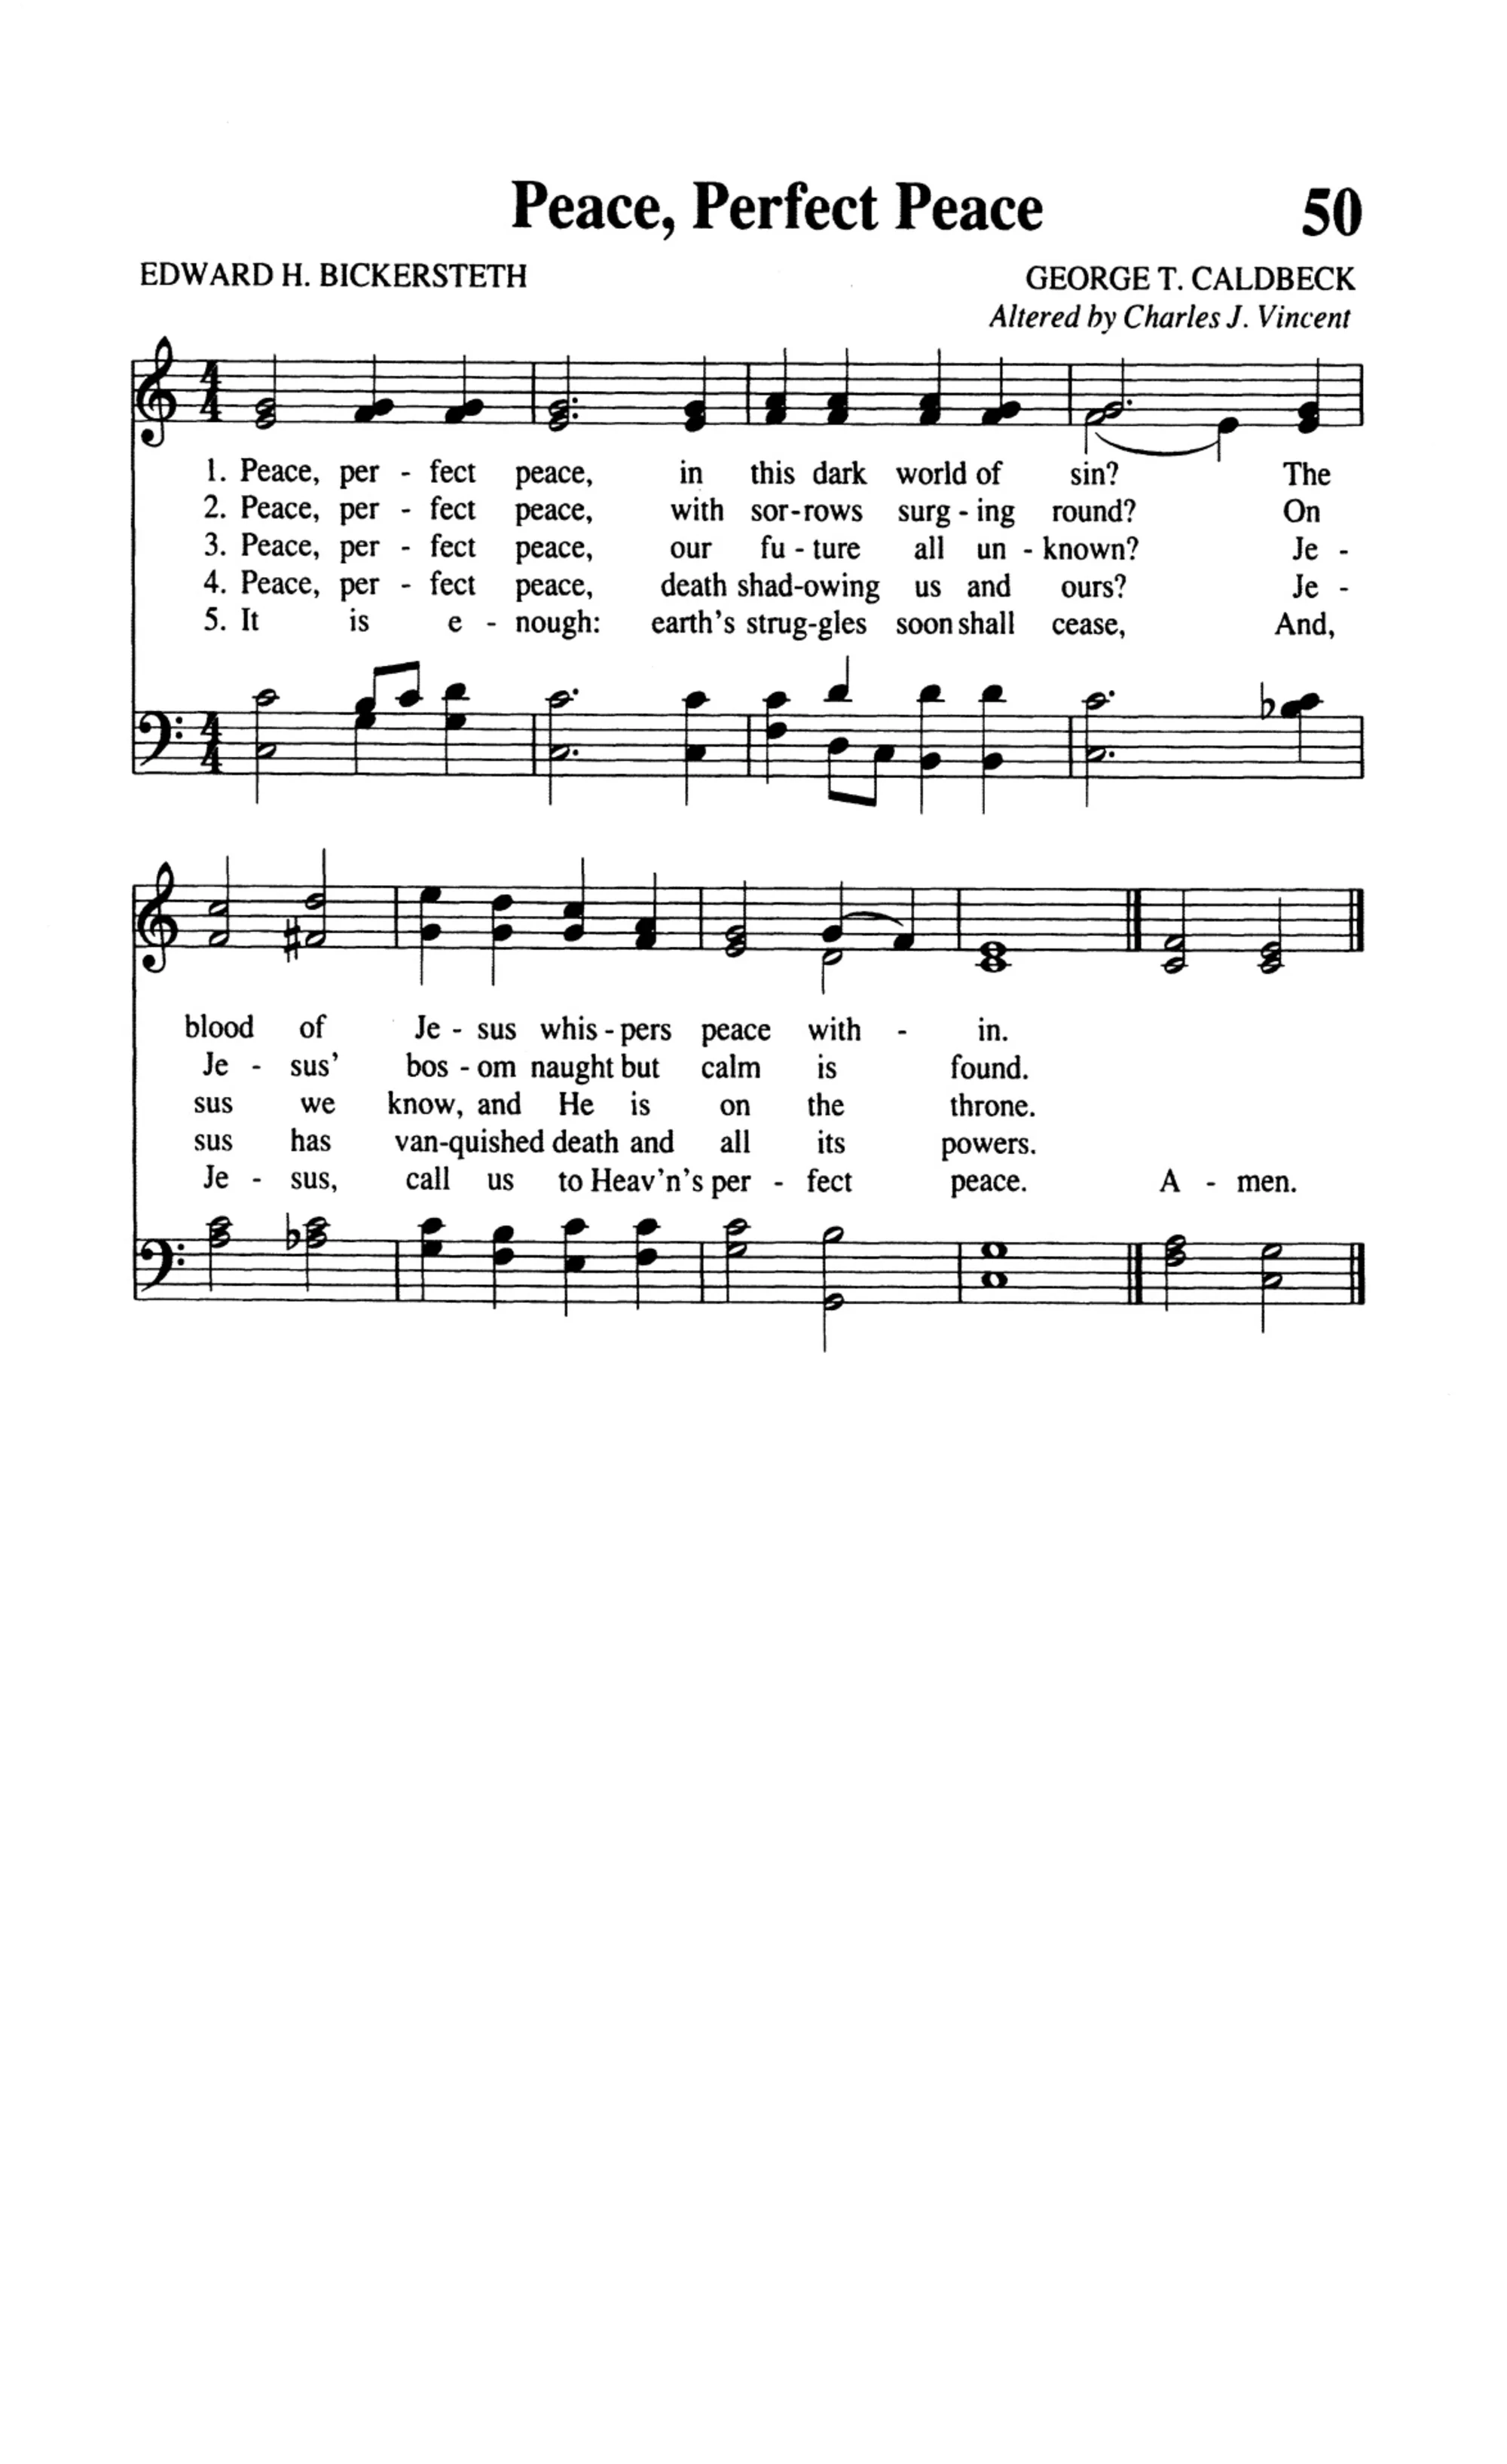 Peace, Perfect Peace 50
EDWARD H. BICKERSTETH GEORGE T. CALDBECK
Altered by Charles J. Vincent
4 4
1. Peace, per - fect peace, in this dark world of sin? The
2. Peace, per - fect peace, with sor-rows surg - ing round? On
3. Peace, per - fect peace, our fu - ture all un - known? Je -
4. Peace, per - fect peace, death shad-owing us and ours? Je -
5. It is e - nough: earth's strug-gles soon shall cease, And,
4 4
blood of Je - sus whis - pers peace with - in.
Je - sus' bos - om naught but calm is found.
sus we know, and He is on the throne.
sus has van-quished death and all its powers.
Je - sus, call us to Heav'n's per - fect peace. A - men.